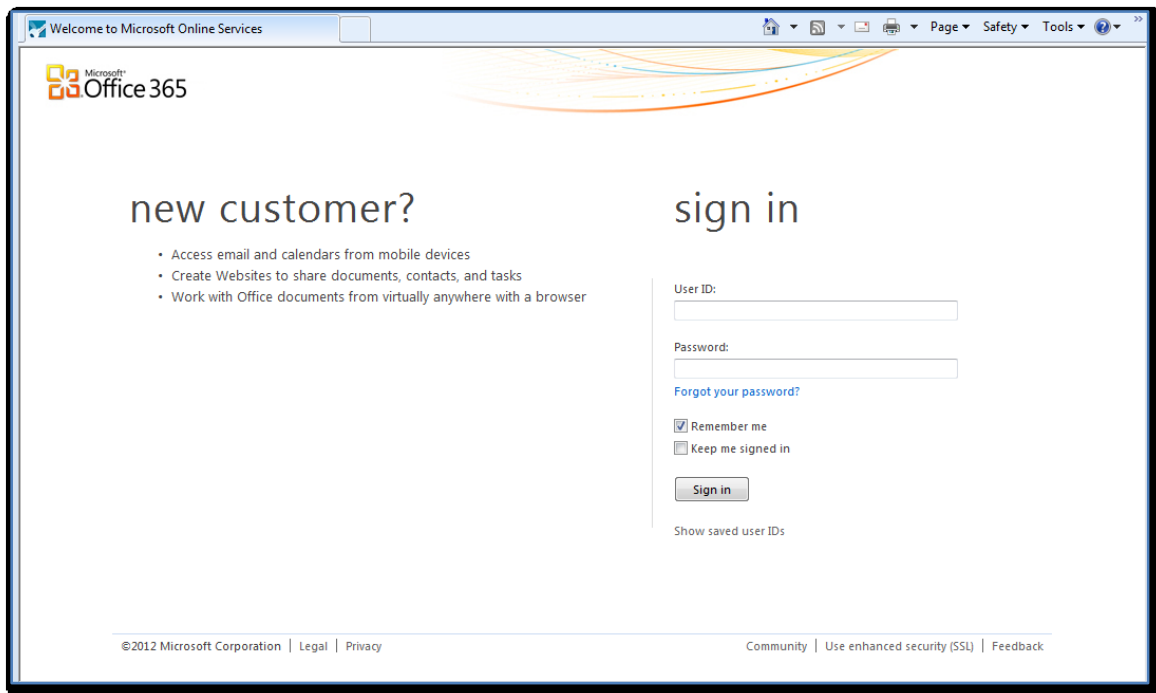 Welcome to Microsoft Online Services
Page Safety Tools
Microsoft
Office 365
new customer?
• Access email and calendars from mobile devices
• Create Websites to share documents, contacts, and tasks
• Work with Office documents from virtually anywhere with a browser
sign in
User ID:
Password:
Forgot your password?
Remember me
Keep me signed in
Sign in
Show saved user IDs
©2012 Microsoft Corporation | Legal | Privacy
Community | Use enhanced security (SSL) | Feedback